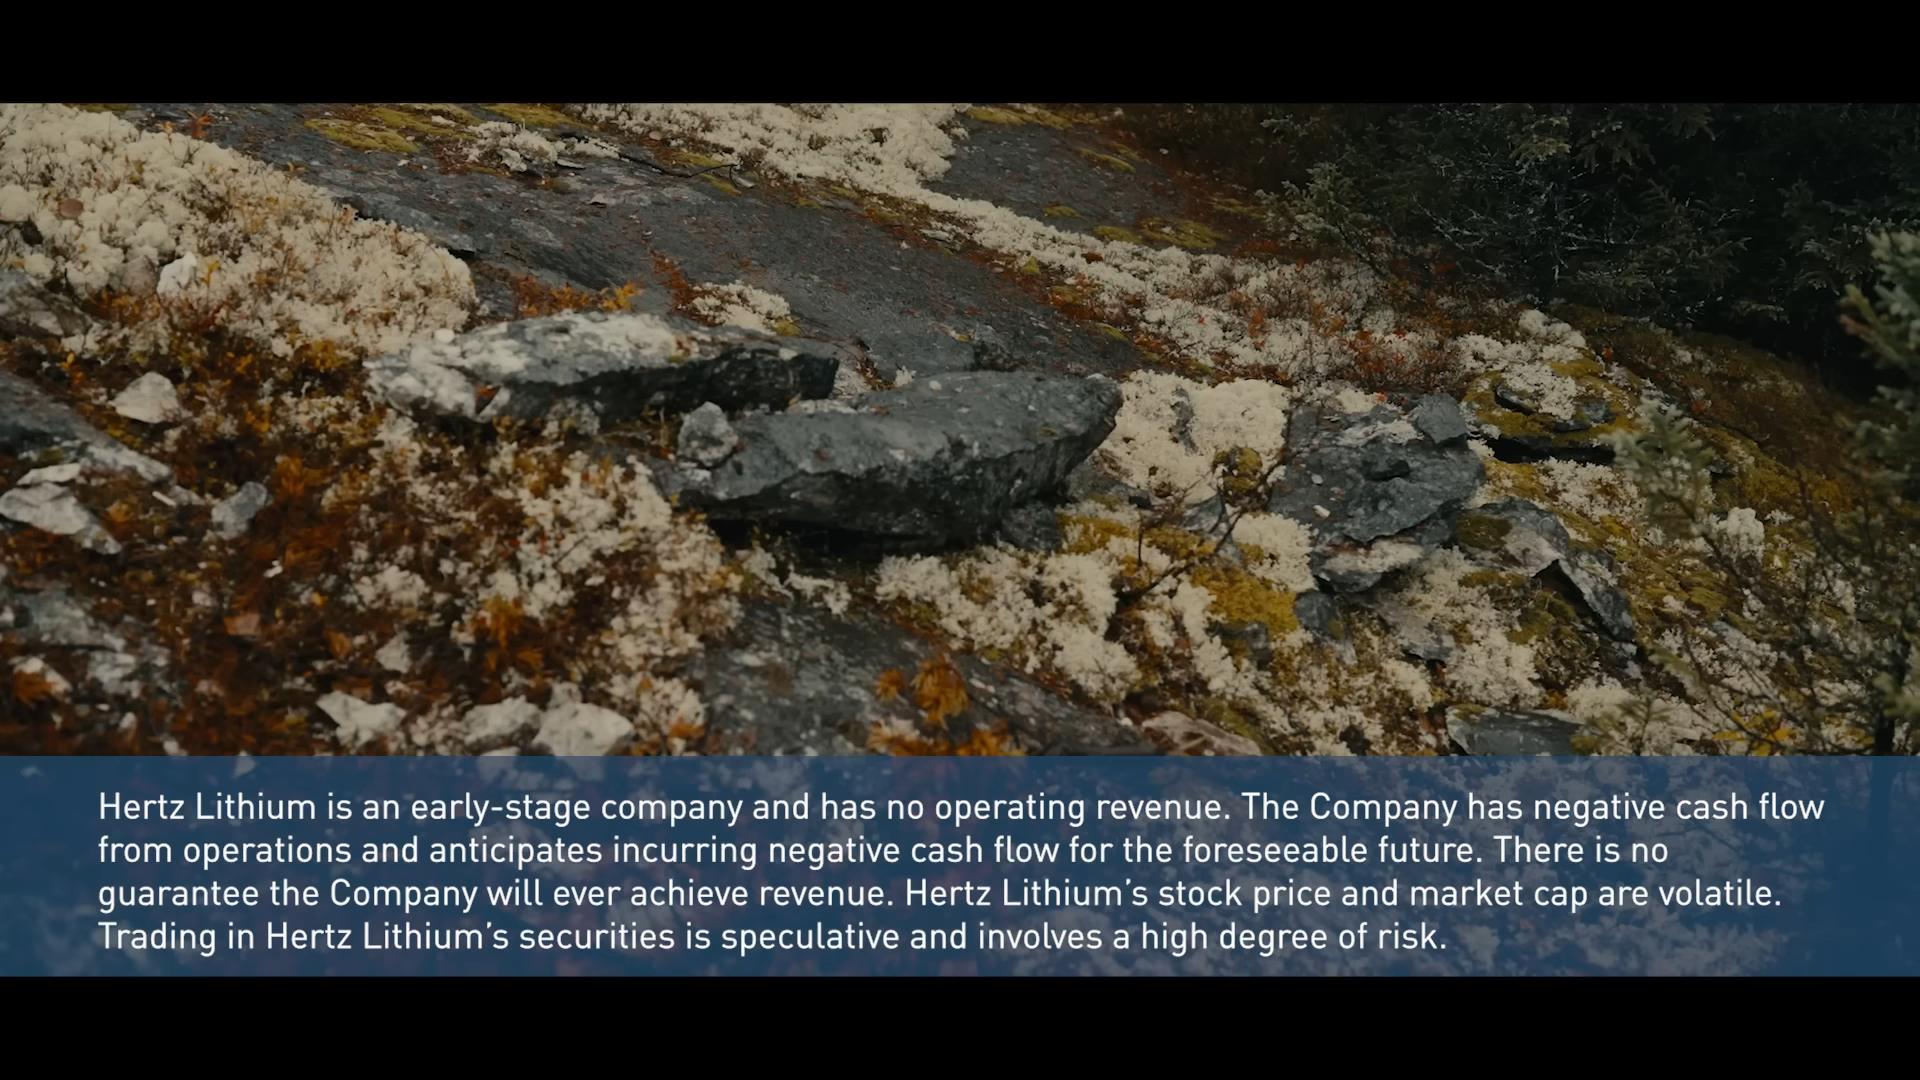 Hertz Lithium is an early-stage company and has no operating revenue. The Company has negative cash flow
from operations and anticipates incurring negative cash flow for the foreseeable future. There is no
guarantee the Company will ever achieve revenue. Hertz Lithium’s stock price and market cap are volatile.
Trading in Hertz Lithium’s securities is speculative and involves a high degree of risk.